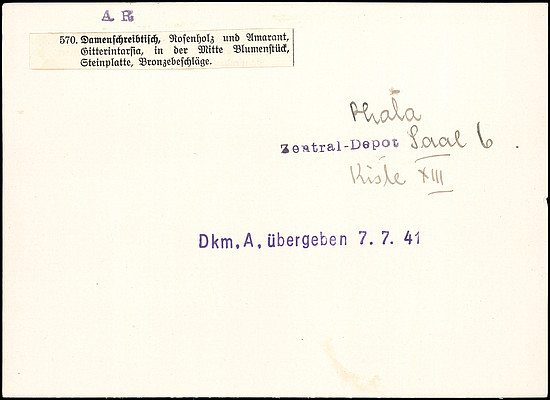 A R
570. Damenschreibtisch, Rosenholz und Amarant,
Gitterintarsia, in der Mitte Blumenstück,
Steinplatte, Bronzebeschläge.
Zentral-Depot Saal 6 .
Kiste XIII
Dkm. A. übergeben 7. 7. 41